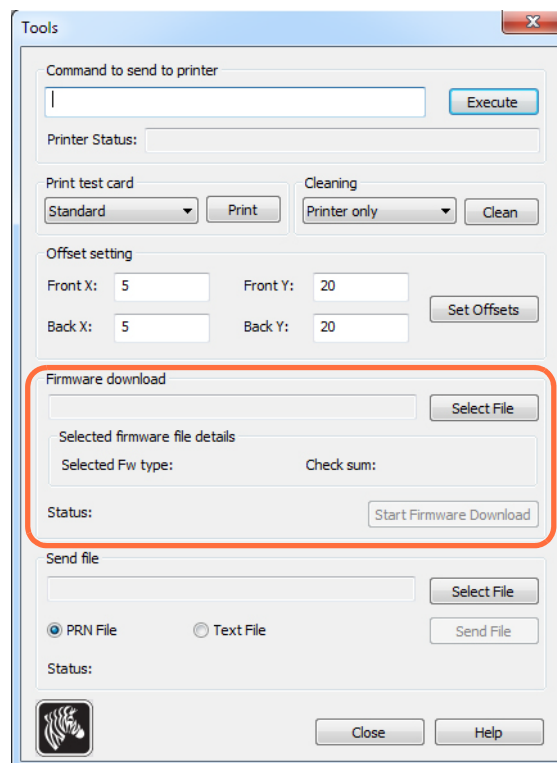 Tools
Command to send to printer
Execute
Printer Status:
Print test card
Standard
Print
Cleaning
Printer only
Clean
Offset setting
Front X: 5 Front Y: 20
Set Offsets
Back X: 5 Back Y: 20
Firmware download
Select File
Selected firmware file details
Selected Fw type: Check sum:
Status: Start Firmware Download
Send file
Select File
PRN File Text File Send File
Status:
Close Help